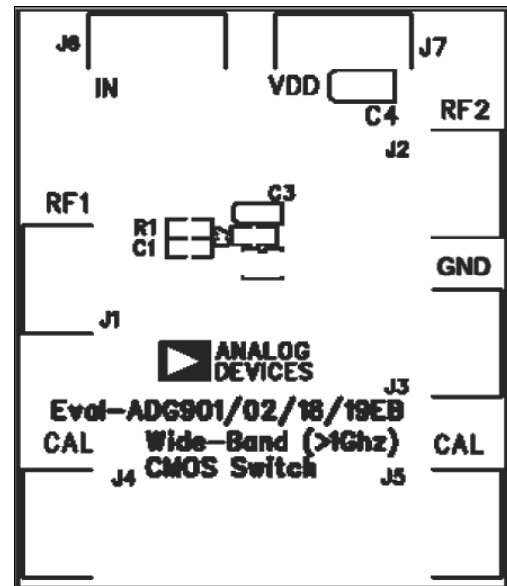 J6
J7
IN
VDD
C4
RF2
J2
C3
RF1
R1
C1
GND
J1
ANALOG
DEVICES
J3
Eval-ADG901/02/18/19EB
CAL
Wide-Band (>1Ghz)
CAL
J4
CMOS Switch
J5